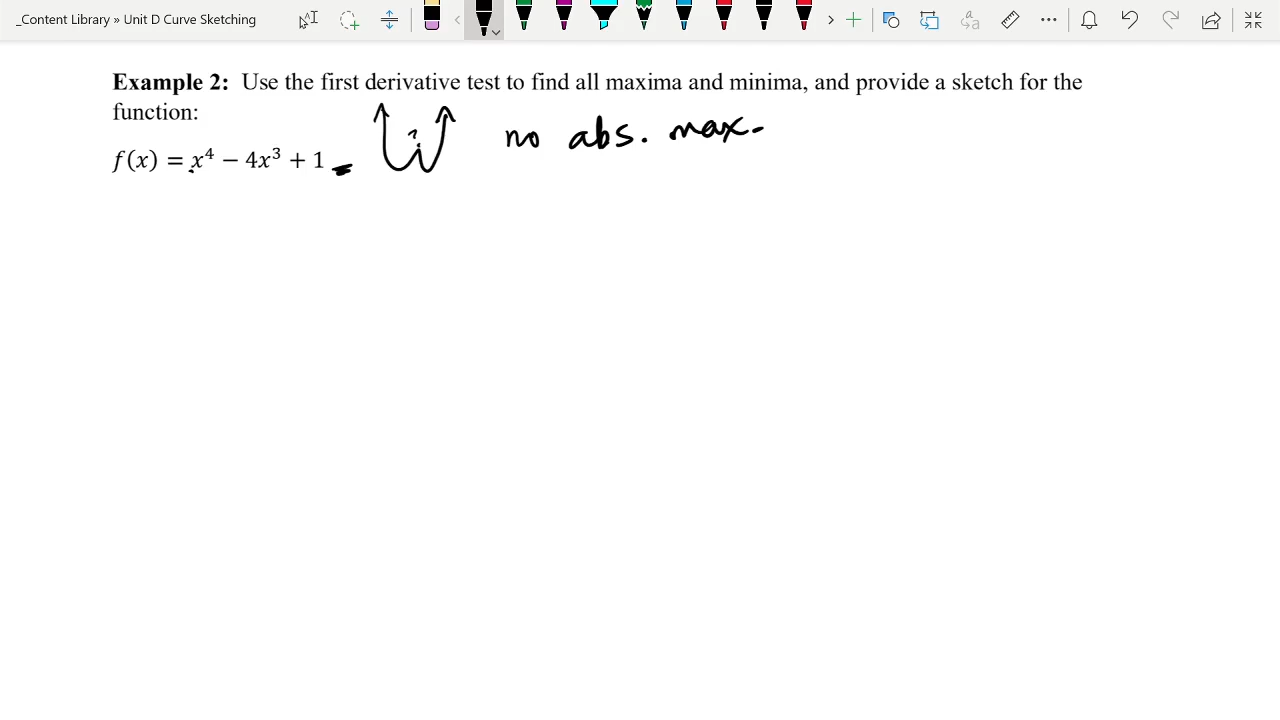 _Content Library » Unit D Curve Sketching
Example 2: Use the first derivative test to find all maxima and minima, and provide a sketch for the
function:
f(x) = x⁴ − 4x³ + 1
?
no abs. max.